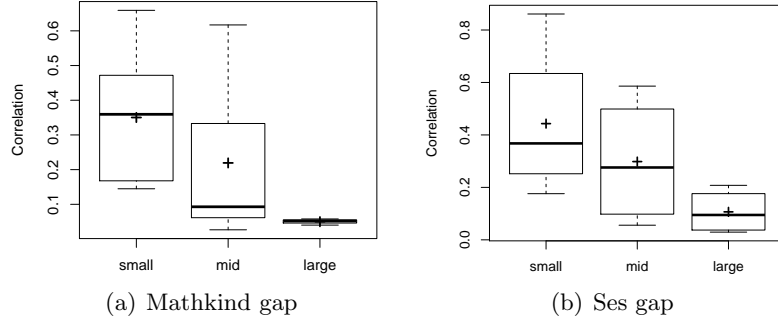 Correlation
0.1 0.2 0.3 0.4 0.5 0.6
small mid large
(a) Mathkind gap
Correlation
0.0 0.2 0.4 0.6 0.8
small mid large
(b) Ses gap